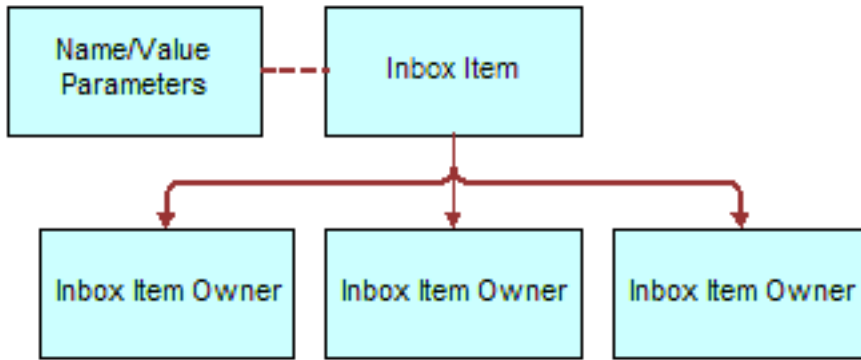 Name/Value
Parameters
Inbox Item
Inbox Item Owner
Inbox Item Owner
Inbox Item Owner